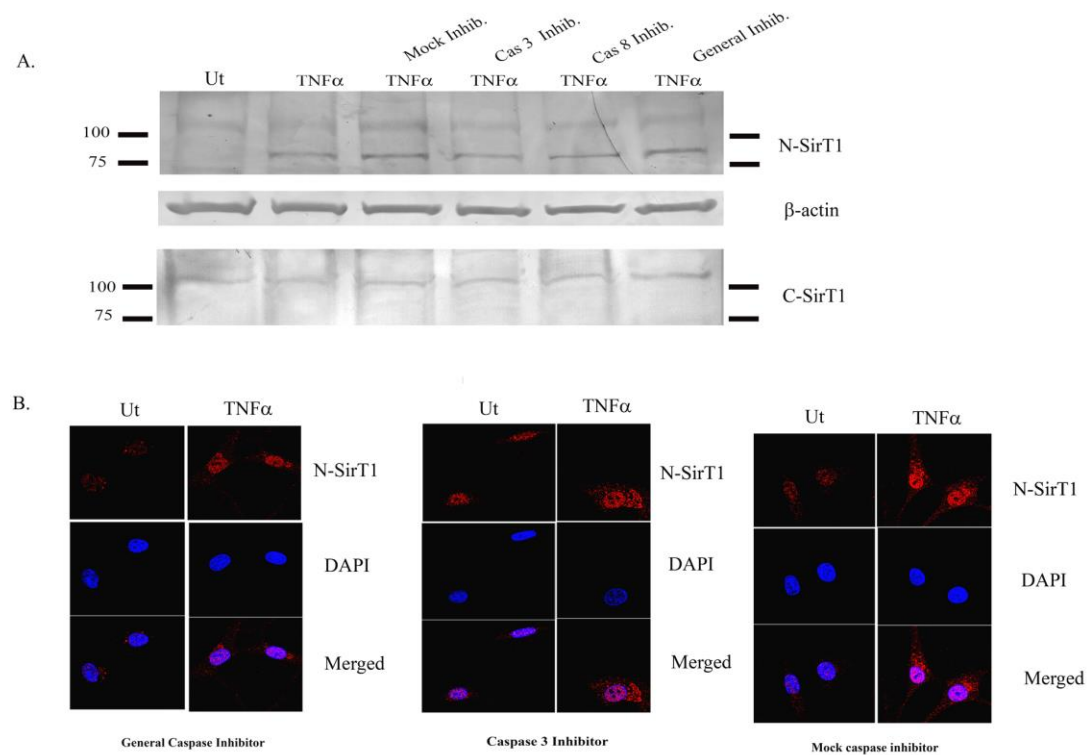 Mock Inhib. Cas 3 Inhib. Cas 8 Inhib. General Inhib.
A.
Ut TNFα TNFα TNFα TNFα TNFα
100
75
N-SirT1
β-actin
100
75
C-SirT1
B.
Ut TNFα
N-SirT1
DAPI
Merged
General Caspase Inhibitor
Ut TNFα
N-SirT1
DAPI
Merged
Caspase 3 Inhibitor
Ut TNFα
N-SirT1
DAPI
Merged
Mock caspase inhibitor